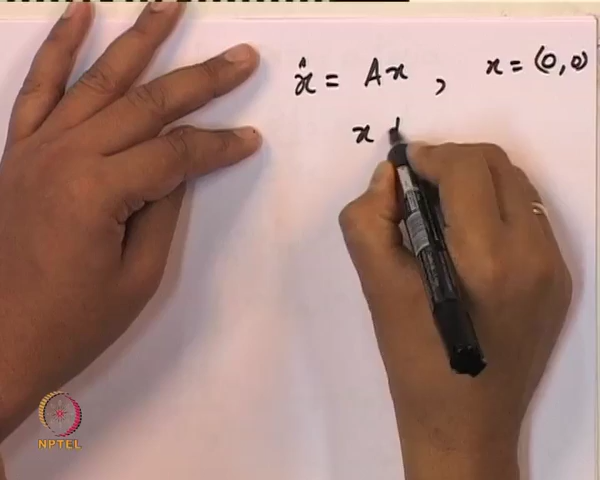 ẋ = Ax , x = (0,0)
x
NPTEL